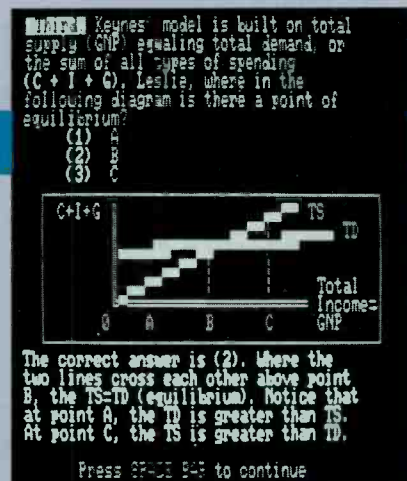 Keynes' model is built on total
supply (GNP) equaling total demand, or
the sum of all types of spending
(C + I + G). Leslie, where in the
following diagram is there a point of
equilibrium?
(1) A
(2) B
(3) C
C+I+G
TS
TD
Total
Income=
GNP
0 A B C
The correct answer is (2). Where the
two lines cross each other above point
B, the TS=TD (equilibrium). Notice that
at point A, the TD is greater than TS.
At point C, the TS is greater than TD.
Press SPACE BAR to continue